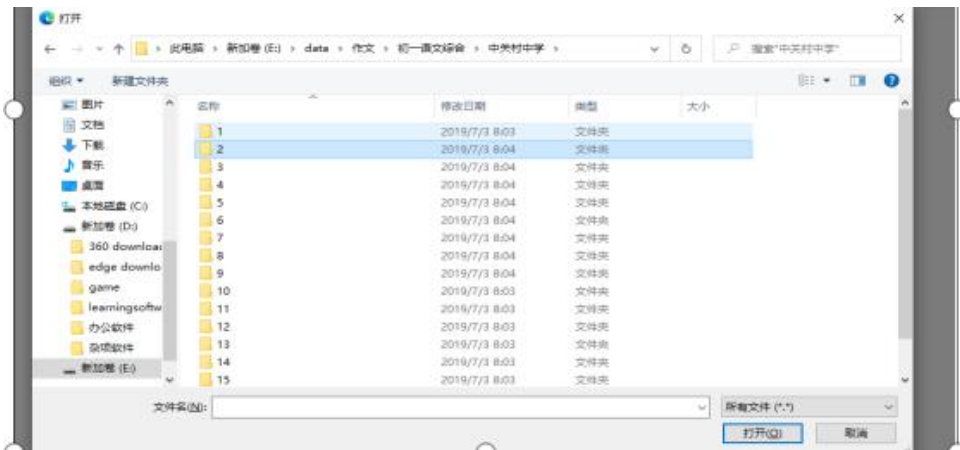 打开
此电脑 › 新加卷 (E:) › data › 作文 › 初一语文综合 › 中关村中学 ›
搜索"中关村中学"
组织 新建文件夹
名称 修改日期 类型 大小
图片
文档
下载
音乐
桌面
本地磁盘 (C:)
新加卷 (D:)
360 downloa
edge downlo
game
learningsoftw
办公软件
杂项软件
新加卷 (E:)
1 2019/7/3 8:03 文件夹
2 2019/7/3 8:04 文件夹
3 2019/7/3 8:04 文件夹
4 2019/7/3 8:04 文件夹
5 2019/7/3 8:04 文件夹
6 2019/7/3 8:04 文件夹
7 2019/7/3 8:04 文件夹
8 2019/7/3 8:04 文件夹
9 2019/7/3 8:04 文件夹
10 2019/7/3 8:03 文件夹
11 2019/7/3 8:03 文件夹
12 2019/7/3 8:03 文件夹
13 2019/7/3 8:03 文件夹
14 2019/7/3 8:03 文件夹
15 2019/7/3 8:03 文件夹
文件名(N): 所有文件 (*.*)
打开(O) 取消